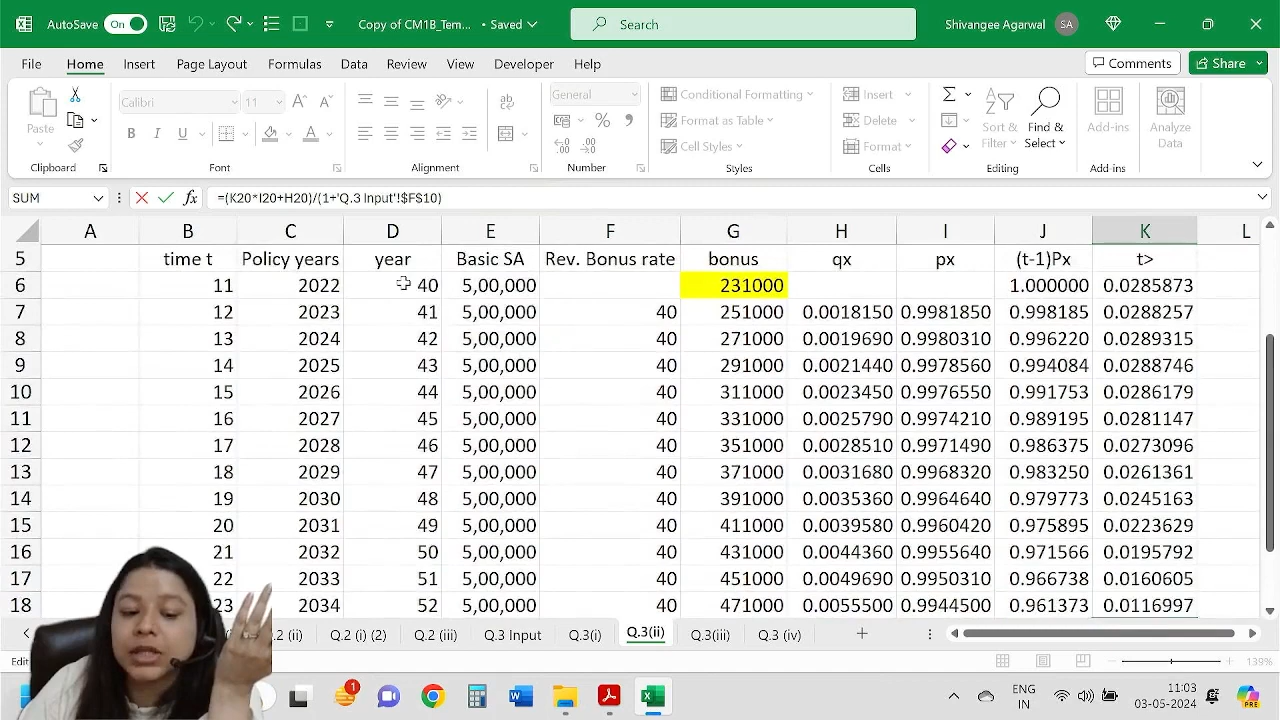 AutoSave On Copy of CM1B_Tem... • Saved Search Shivangee Agarwal SA
File Home Insert Page Layout Formulas Data Review View Developer Help Comments Share
Paste Calibri 11 A A ab General Conditional Formatting Insert Sort & Filter Find & Select Add-ins Analyze Data
B I U A % Format as Table Delete
Cell Styles Format
Clipboard Font Alignment Number Styles Cells Editing Add-ins
SUM fx =(K20*I20+H20)/(1+'Q.3 Input'!$F$10)
A B C D E F G H I J K L
5 time t Policy years year Basic SA Rev. Bonus rate bonus qx px (t-1)Px t>
6 11 2022 40 5,00,000 231000 1.000000 0.0285873
7 12 2023 41 5,00,000 40 251000 0.0018150 0.9981850 0.998185 0.0288257
8 13 2024 42 5,00,000 40 271000 0.0019690 0.9980310 0.996220 0.0289315
9 14 2025 43 5,00,000 40 291000 0.0021440 0.9978560 0.994084 0.0288746
10 15 2026 44 5,00,000 40 311000 0.0023450 0.9976550 0.991753 0.0286179
11 16 2027 45 5,00,000 40 331000 0.0025790 0.9974210 0.989195 0.0281147
12 17 2028 46 5,00,000 40 351000 0.0028510 0.9971490 0.986375 0.0273096
13 18 2029 47 5,00,000 40 371000 0.0031680 0.9968320 0.983250 0.0261361
14 19 2030 48 5,00,000 40 391000 0.0035360 0.9964640 0.979773 0.0245163
15 20 2031 49 5,00,000 40 411000 0.0039580 0.9960420 0.975895 0.0223629
16 21 2032 50 5,00,000 40 431000 0.0044360 0.9955640 0.971566 0.0195792
17 22 2033 51 5,00,000 40 451000 0.0049690 0.9950310 0.966738 0.0160605
18 23 2034 52 5,00,000 40 471000 0.0055500 0.9944500 0.961373 0.0116997
2 (ii) Q.2 (i) (2) Q.2 (iii) Q.3 Input Q.3(i) Q.3(ii) Q.3(iii) Q.3 (iv)
Edit 139%
1 ENG IN 11:03 03-05-2024 PRE